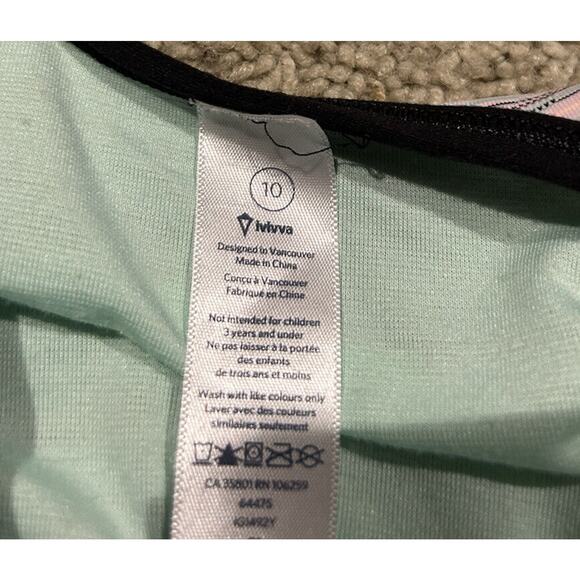 10
ivivva
Designed in Vancouver
Made in China
Conçu à Vancouver
Fabriqué en Chine
Not intended for children
3 years and under
Ne pas laisser à la portée
des enfants
de trois ans et moins
Wash with like colours only
Laver avec des couleurs
similaires seulement
CA 35801 RN 106259
64475